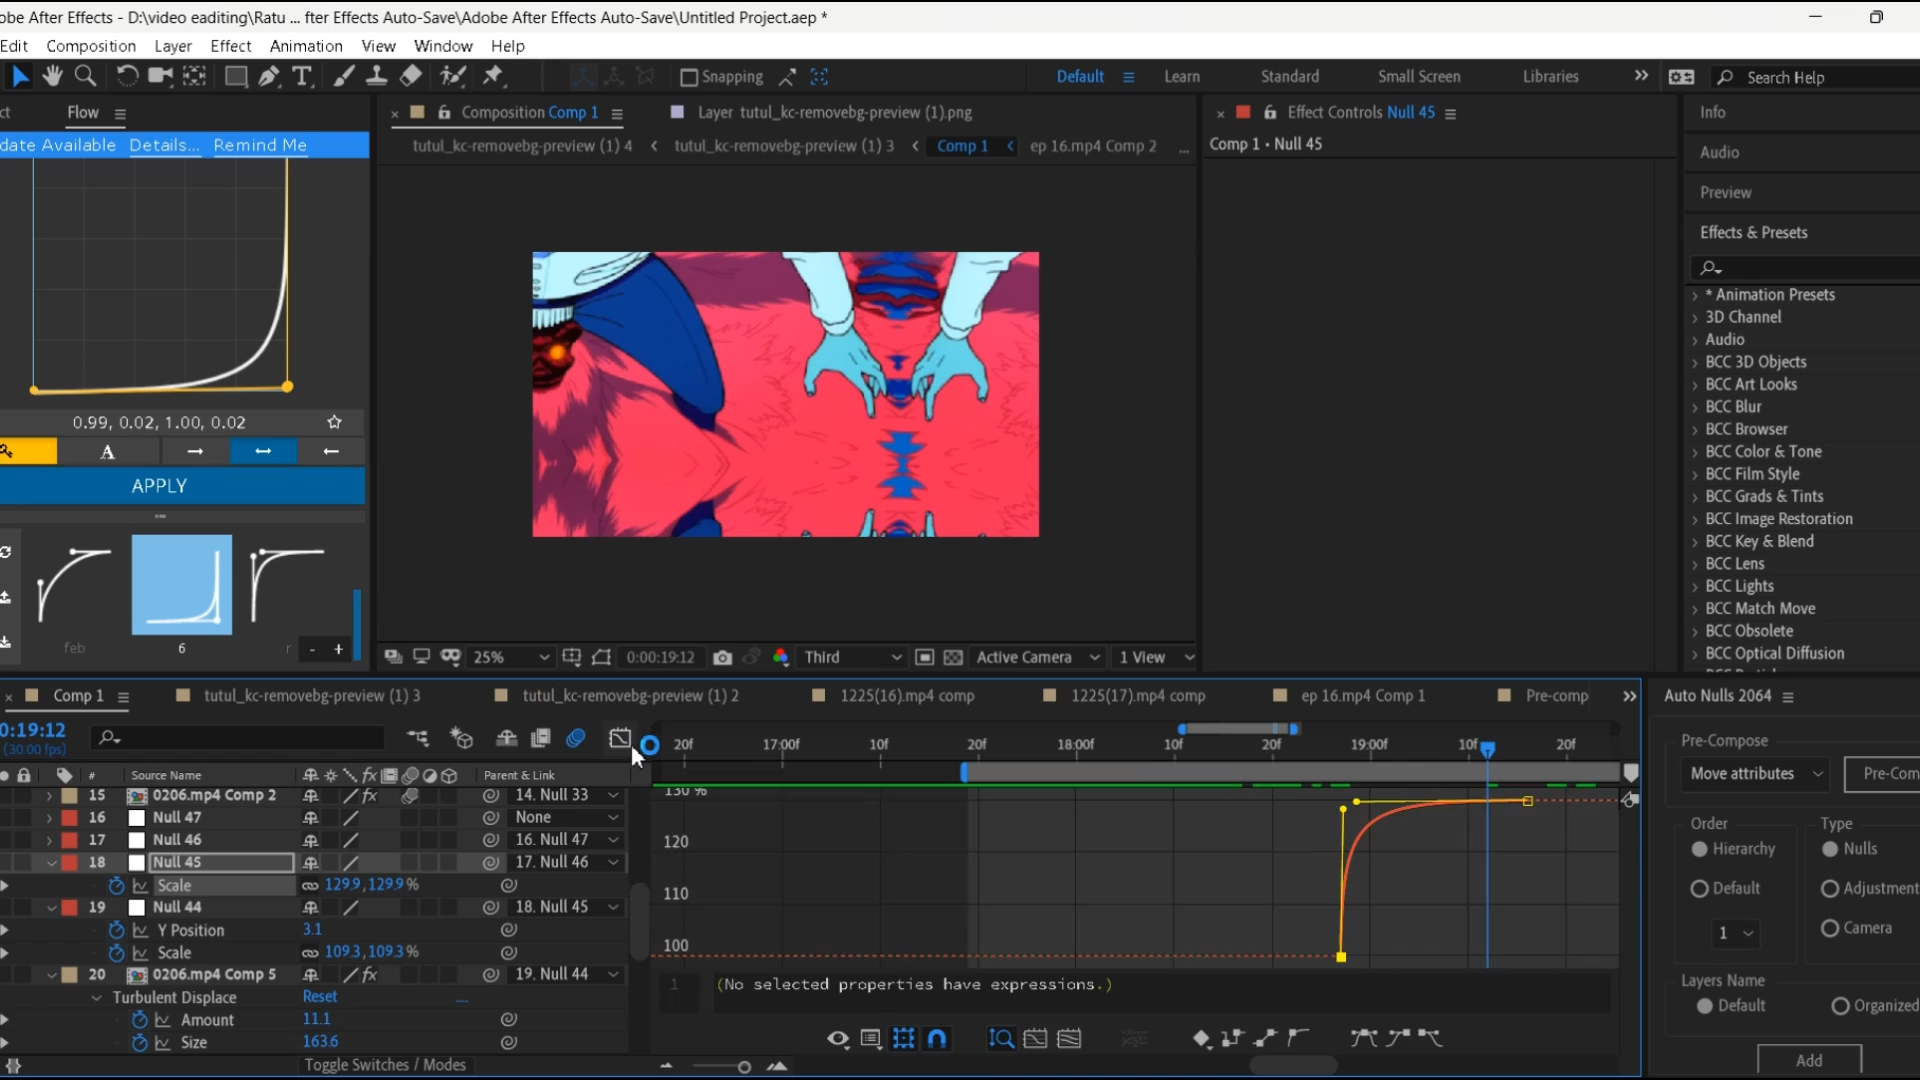 obe After Effects - D:\video eaditing\Ratu ... fter Effects Auto-Save\Adobe After Effects Auto-Save\Untitled Project.aep *
Edit Composition Layer Effect Animation View Window Help
Snapping Default Learn Standard Small Screen Libraries Search Help
ct Flow
date Available Details... Remind Me
0.99, 0.02, 1.00, 0.02
A
APPLY
feb 6 r - +
Composition Comp 1 Layer tutul_kc-removebg-preview (1).png
tutul_kc-removebg-preview (1) 4 tutul_kc-removebg-preview (1) 3 Comp 1 ep 16.mp4 Comp 2 ...
25% 0:00:19:12 Third Active Camera 1 View
Effect Controls Null 45
Comp 1 • Null 45
Info
Audio
Preview
Effects & Presets
* Animation Presets
3D Channel
Audio
BCC 3D Objects
BCC Art Looks
BCC Blur
BCC Browser
BCC Color & Tone
BCC Film Style
BCC Grads & Tints
BCC Image Restoration
BCC Key & Blend
BCC Lens
BCC Lights
BCC Match Move
BCC Obsolete
BCC Optical Diffusion
Comp 1 tutul_kc-removebg-preview (1) 3 tutul_kc-removebg-preview (1) 2 1225(16).mp4 comp 1225(17).mp4 comp ep 16.mp4 Comp 1 Pre-comp
0:19:12
(30.00 fps)
20f 17:00f 10f 20f 18:00f 10f 20f 19:00f 10f 20f
# Source Name fx Parent & Link
15 0206.mp4 Comp 2 fx 14. Null 33
16 Null 47 None
17 Null 46 16. Null 47
18 Null 45 17. Null 46
Scale 129.9, 129.9 %
19 Null 44 18. Null 45
Y Position 3.1
Scale 109.3, 109.3 %
20 0206.mp4 Comp 5 fx 19. Null 44
Turbulent Displace Reset ....
Amount 11.1
Size 163.6
Toggle Switches / Modes
130 %
120
110
100
1 (No selected properties have expressions.)
Auto Nulls 2064
Pre-Compose
Move attributes Pre-Com
Order Type
Hierarchy Nulls
Default Adjustment
1 Camera
Layers Name
Default Organized
Add